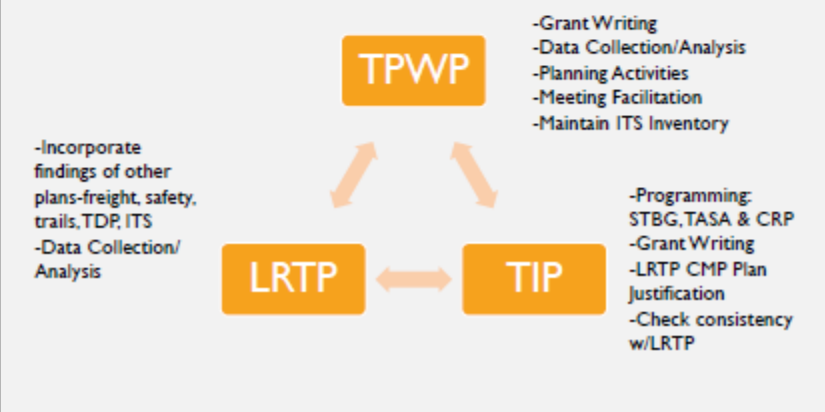 TPWP
-Grant Writing
-Data Collection/Analysis
-Planning Activities
-Meeting Facilitation
-Maintain ITS Inventory
-Incorporate
findings of other
plans-freight, safety,
trails, TDP, ITS
-Data Collection/
Analysis
LRTP
TIP
-Programming:
STBG, TASA & CRP
-Grant Writing
-LRTP CMP Plan
Justification
-Check consistency
w/LRTP